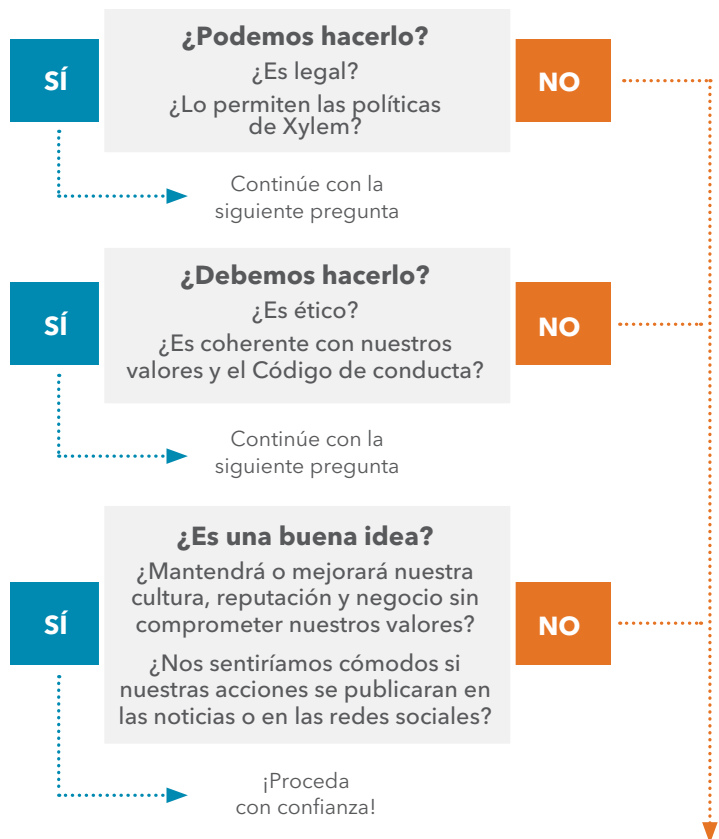 ¿Podemos hacerlo?
SÍ
¿Es legal?
NO
¿Lo permiten las políticas
de Xylem?
Continúe con la
siguiente pregunta
¿Debemos hacerlo?
SÍ
¿Es ético?
NO
¿Es coherente con nuestros
valores y el Código de conducta?
Continúe con la
siguiente pregunta
¿Es una buena idea?
¿Mantendrá o mejorará nuestra
cultura, reputación y negocio sin
comprometer nuestros valores?
SÍ
NO
¿Nos sentiríamos cómodos si
nuestras acciones se publicaran en
las noticias o en las redes sociales?
¡Proceda
con confianza!